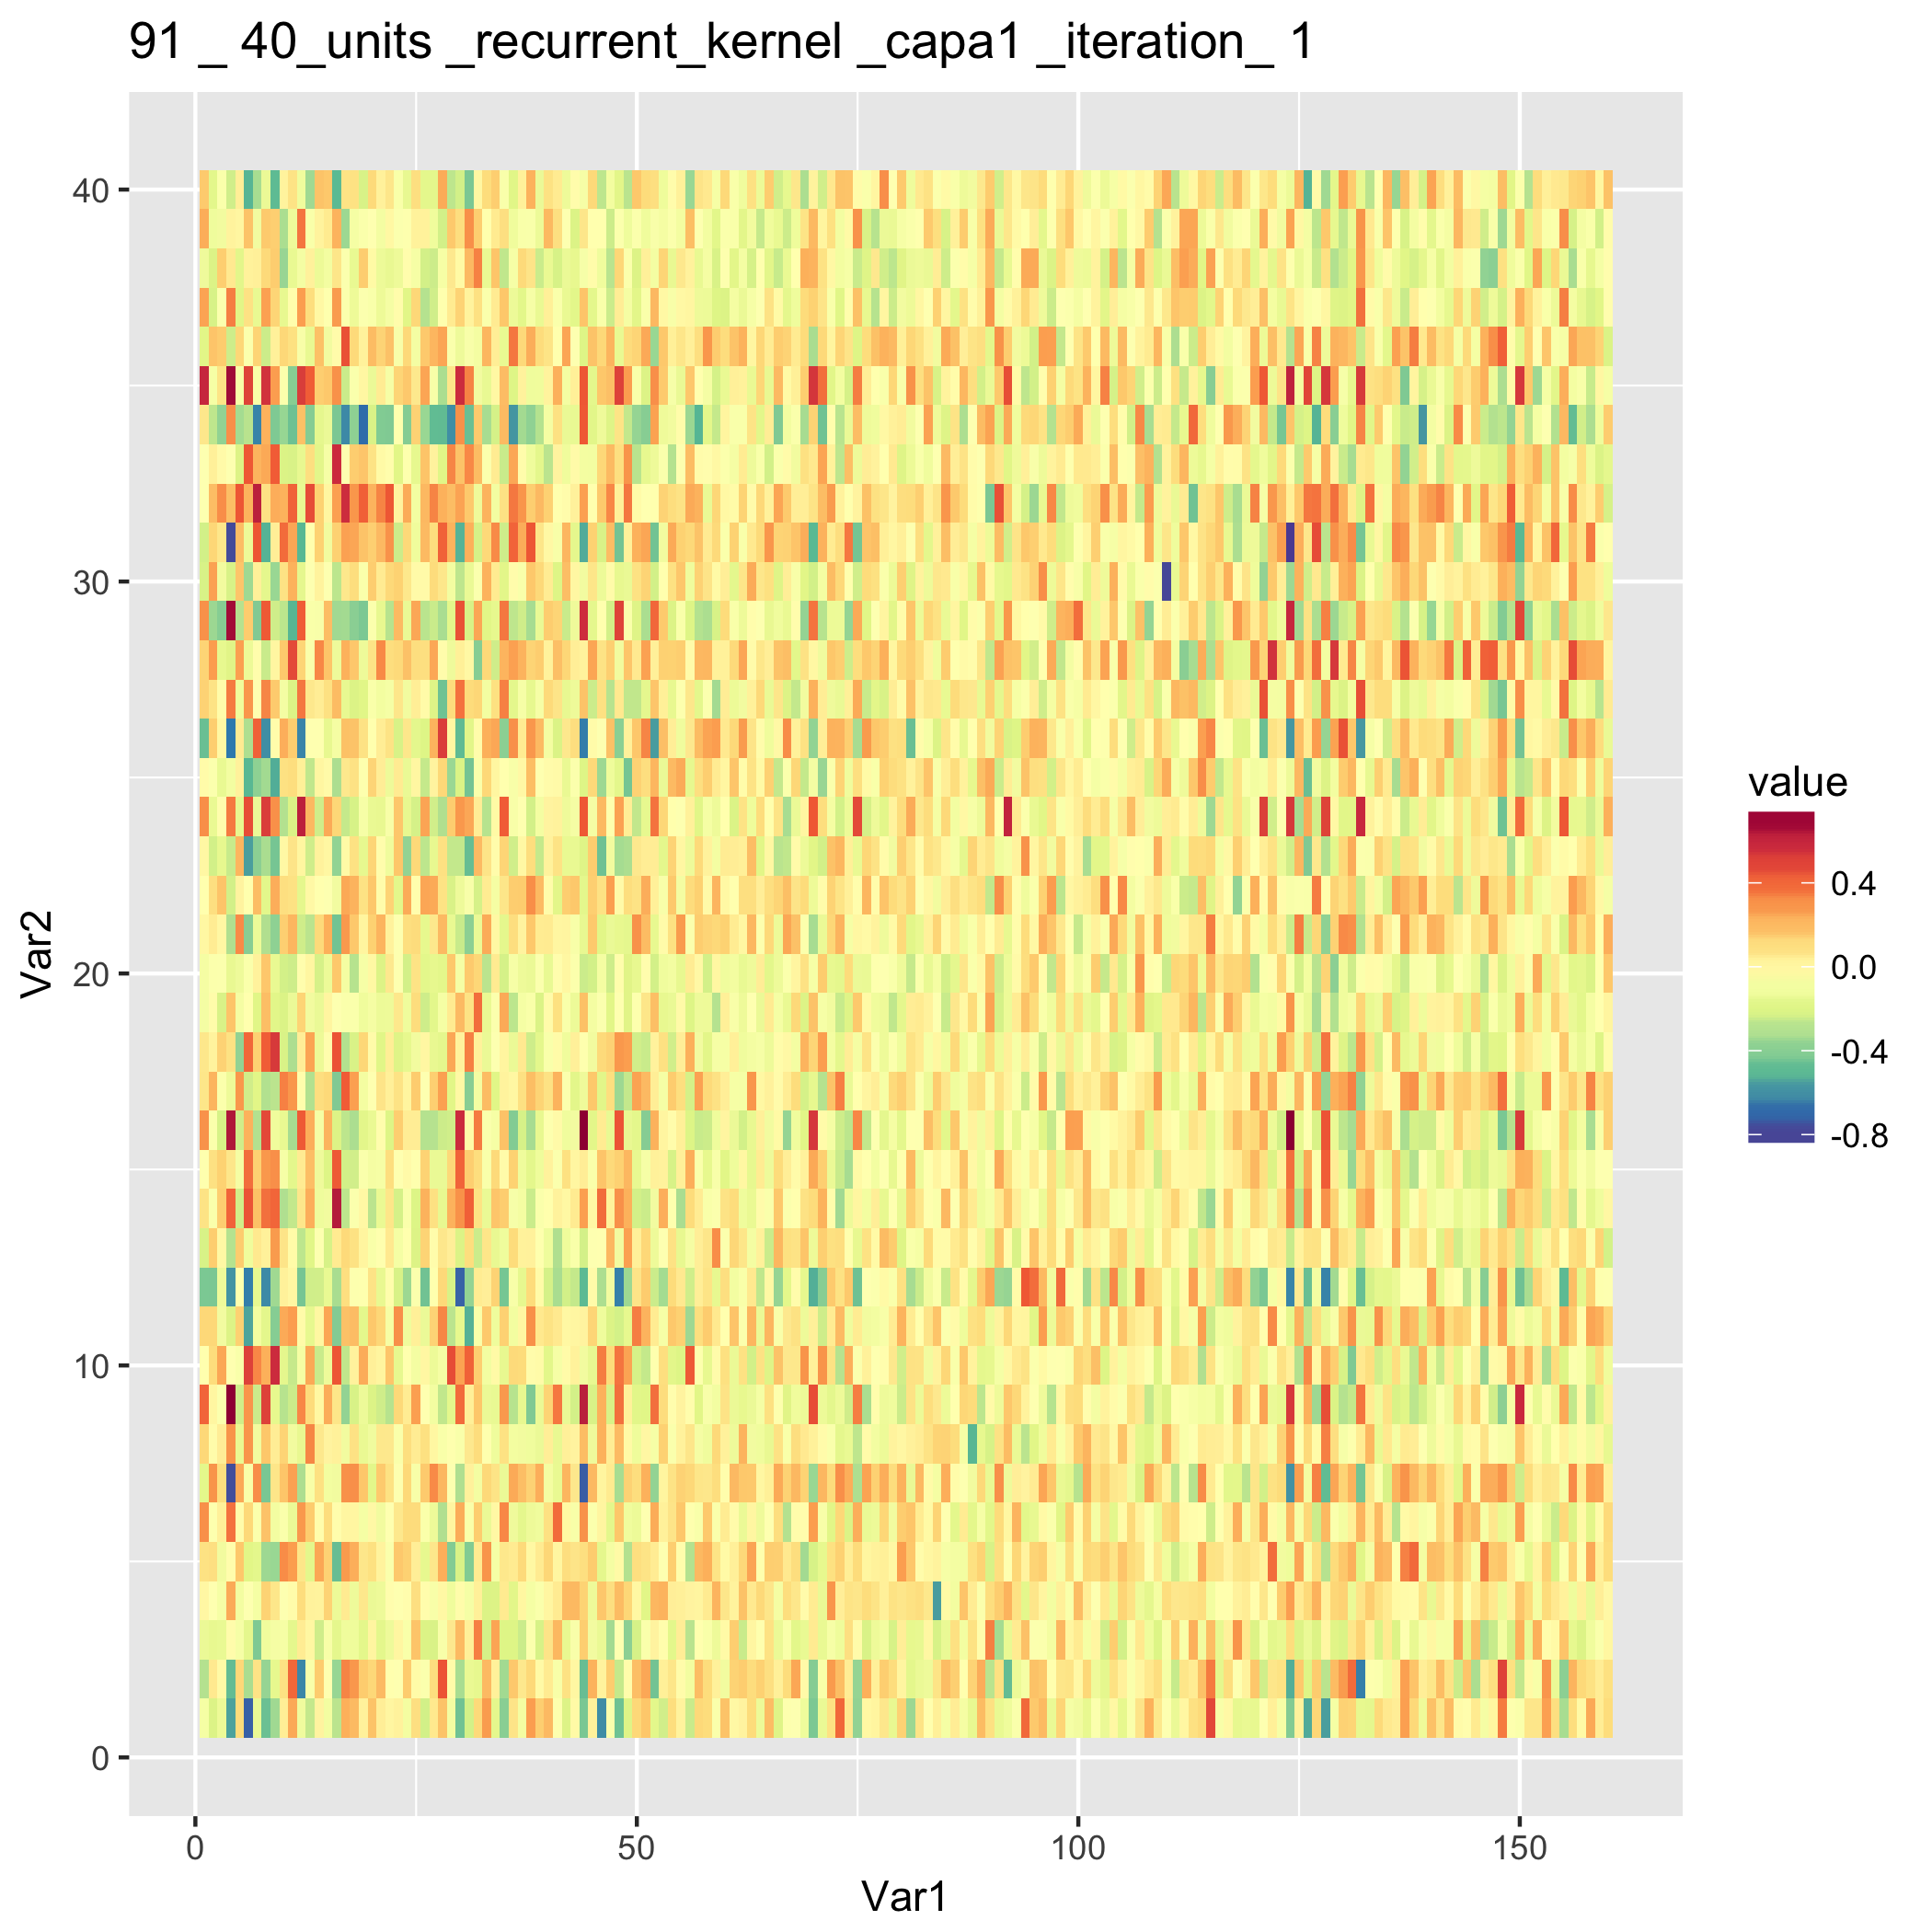 91 _ 40_units _recurrent_kernel _capa1 _iteration_ 1
40
30
20
10
0
Var2
0 50 100 150
Var1
value
0.4
0.0
-0.4
-0.8